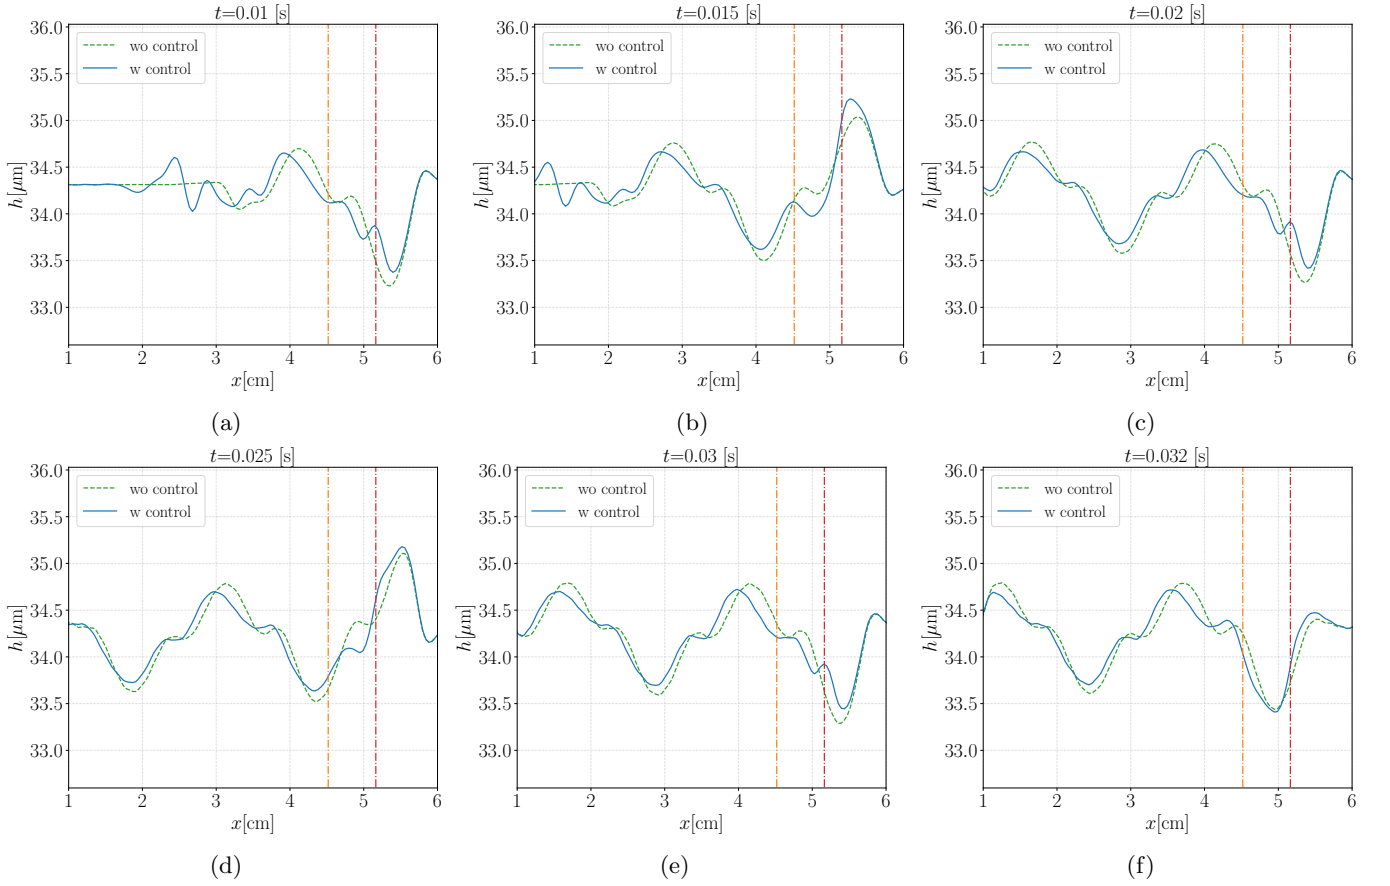 t=0.01 [s]
36.0
35.5
35.0
34.5
34.0
33.5
33.0
h[μm]
wo control
w control
1 2 3 4 5 6
x[cm]
(a)
t=0.015 [s]
36.0
35.5
35.0
34.5
34.0
33.5
33.0
h[μm]
wo control
w control
1 2 3 4 5 6
x[cm]
(b)
t=0.02 [s]
36.0
35.5
35.0
34.5
34.0
33.5
33.0
h[μm]
wo control
w control
1 2 3 4 5 6
x[cm]
(c)
t=0.025 [s]
36.0
35.5
35.0
34.5
34.0
33.5
33.0
h[μm]
wo control
w control
1 2 3 4 5 6
x[cm]
(d)
t=0.03 [s]
36.0
35.5
35.0
34.5
34.0
33.5
33.0
h[μm]
wo control
w control
1 2 3 4 5 6
x[cm]
(e)
t=0.032 [s]
36.0
35.5
35.0
34.5
34.0
33.5
33.0
h[μm]
wo control
w control
1 2 3 4 5 6
x[cm]
(f)